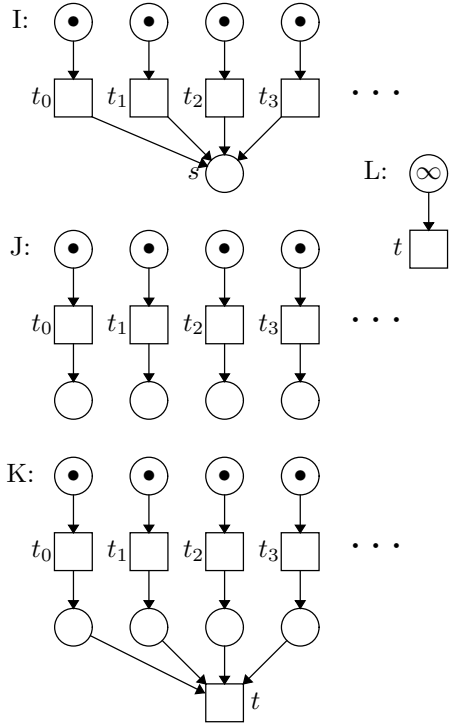 I:
t₀ t₁ t₂ t₃ · · ·
s
L: ∞
t
J:
t₀ t₁ t₂ t₃ · · ·
K:
t₀ t₁ t₂ t₃ · · ·
t